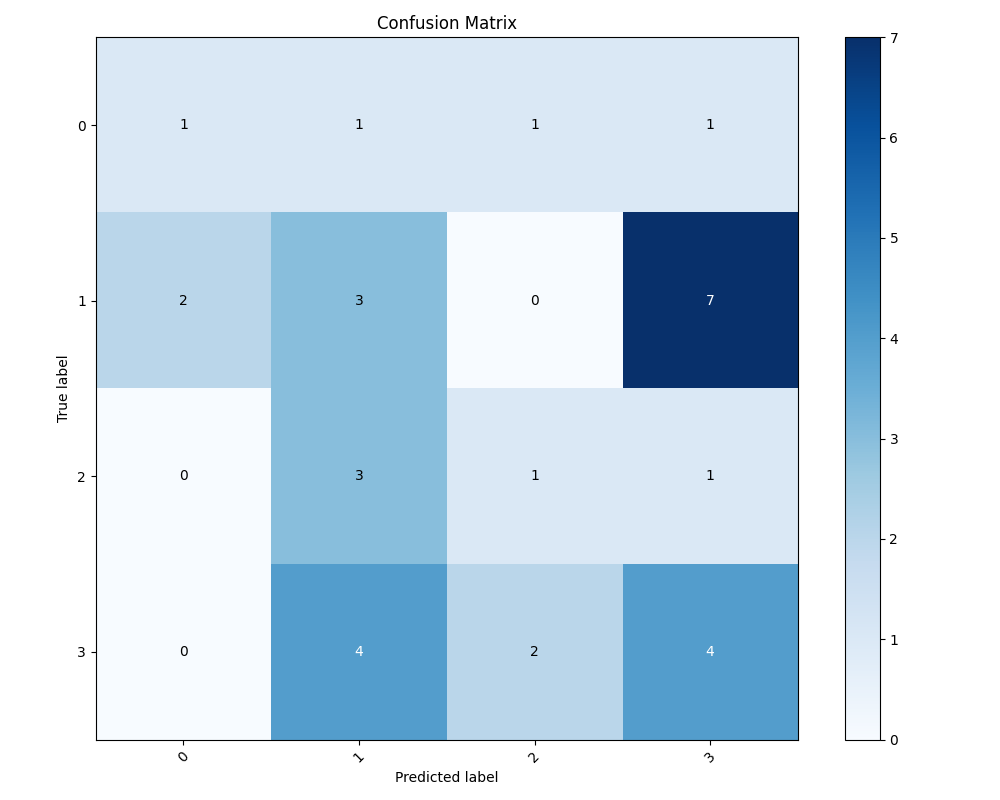 Confusion Matrix
0 1 1 1 1
1 2 3 0 7
2 0 3 1 1
3 0 4 2 4
0 1 2 3
Predicted label
True label
7
6
5
4
3
2
1
0